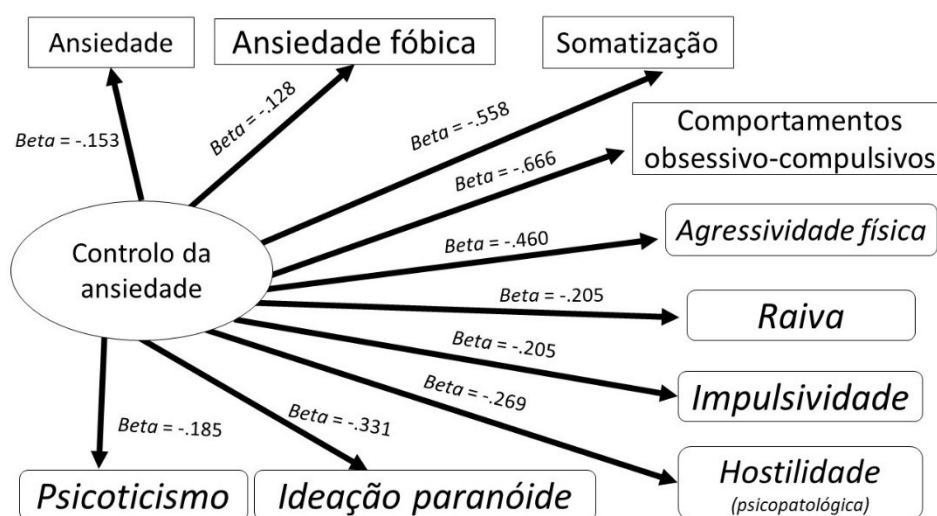 Ansiedade
Ansiedade fóbica
Somatização
Beta = -.153
Beta = -.128
Beta = -.558
Comportamentos
obsessivo-compulsivos
Beta = -.666
Controlo da
ansiedade
Beta = -.460
Agressividade física
Beta = -.205
Raiva
Beta = -.205
Impulsividade
Beta = -.269
Beta = -.185
Beta = -.331
Hostilidade
(psicopatológica)
Psicoticismo
Ideação paranóide